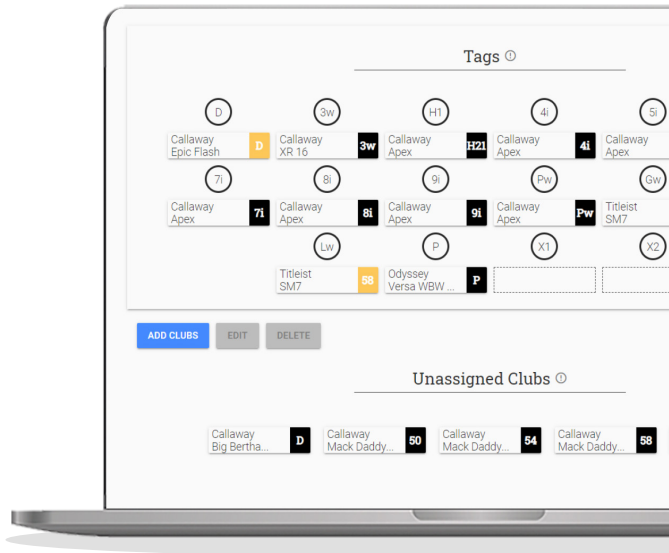 Tags
D 3w H1 4i 5i
Callaway Callaway Callaway Callaway Callaway
Epic Flash D XR 16 3w Apex H21 Apex 4i Apex
7i 8i 9i Pw Gw
Callaway Callaway Callaway Callaway Titleist
Apex 7i Apex 8i Apex 9i Apex Pw SM7
Lw P X1 X2
Titleist Odyssey
SM7 58 Versa WBW ... P
ADD CLUBS EDIT DELETE
Unassigned Clubs
Callaway Callaway Callaway Callaway
Big Bertha... D Mack Daddy... 50 Mack Daddy... 54 Mack Daddy... 58